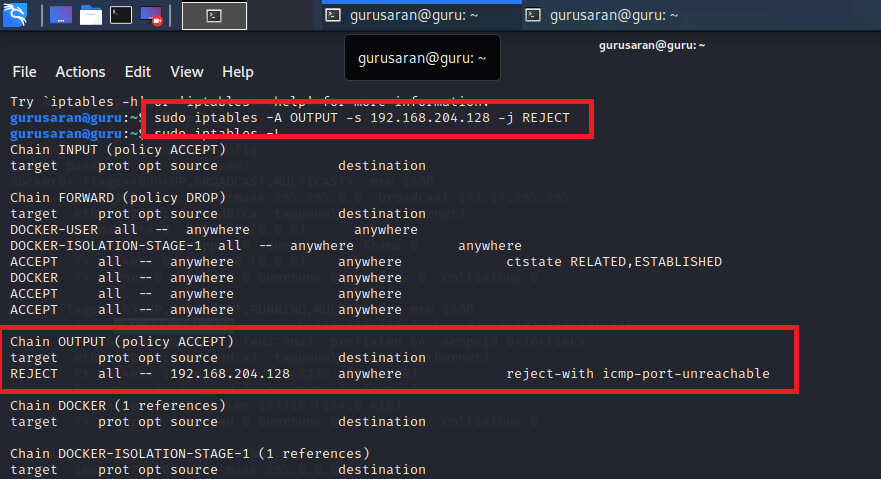 gurusaran@guru: ~
gurusaran@guru: ~
gurusaran@guru: ~
gurusaran@guru: ~
File Actions Edit View Help
Try `iptables -h' or 'iptables --help' for more information.
gurusaran@guru:~$ sudo iptables -A OUTPUT -s 192.168.204.128 -j REJECT
gurusaran@guru:~$ sudo iptables -L
Chain INPUT (policy ACCEPT)
target prot opt source destination
Chain FORWARD (policy DROP)
target prot opt source destination
DOCKER-USER all -- anywhere anywhere
DOCKER-ISOLATION-STAGE-1 all -- anywhere anywhere
ACCEPT all -- anywhere anywhere ctstate RELATED,ESTABLISHED
DOCKER all -- anywhere anywhere
ACCEPT all -- anywhere anywhere
ACCEPT all -- anywhere anywhere
Chain OUTPUT (policy ACCEPT)
target prot opt source destination
REJECT all -- 192.168.204.128 anywhere reject-with icmp-port-unreachable
Chain DOCKER (1 references)
target prot opt source destination
Chain DOCKER-ISOLATION-STAGE-1 (1 references)
target prot opt source destination